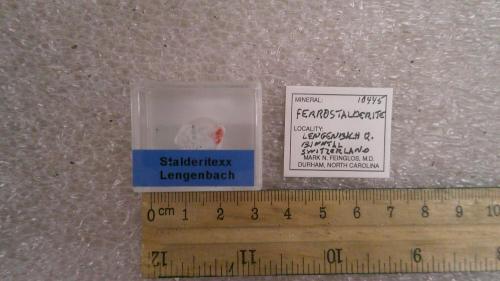 Stalderitexx
Lengenbach
MINERAL: 10445
FERROSTALDERITE
LOCALITY:
LENGENBACH Q.
BINNTAL
SWITZERLAND
MARK N. FEINGLOS, M.D.
DURHAM, NORTH CAROLINA
0 cm 1 2 3 4 5 6 7 8 9 10
12 11 10 9